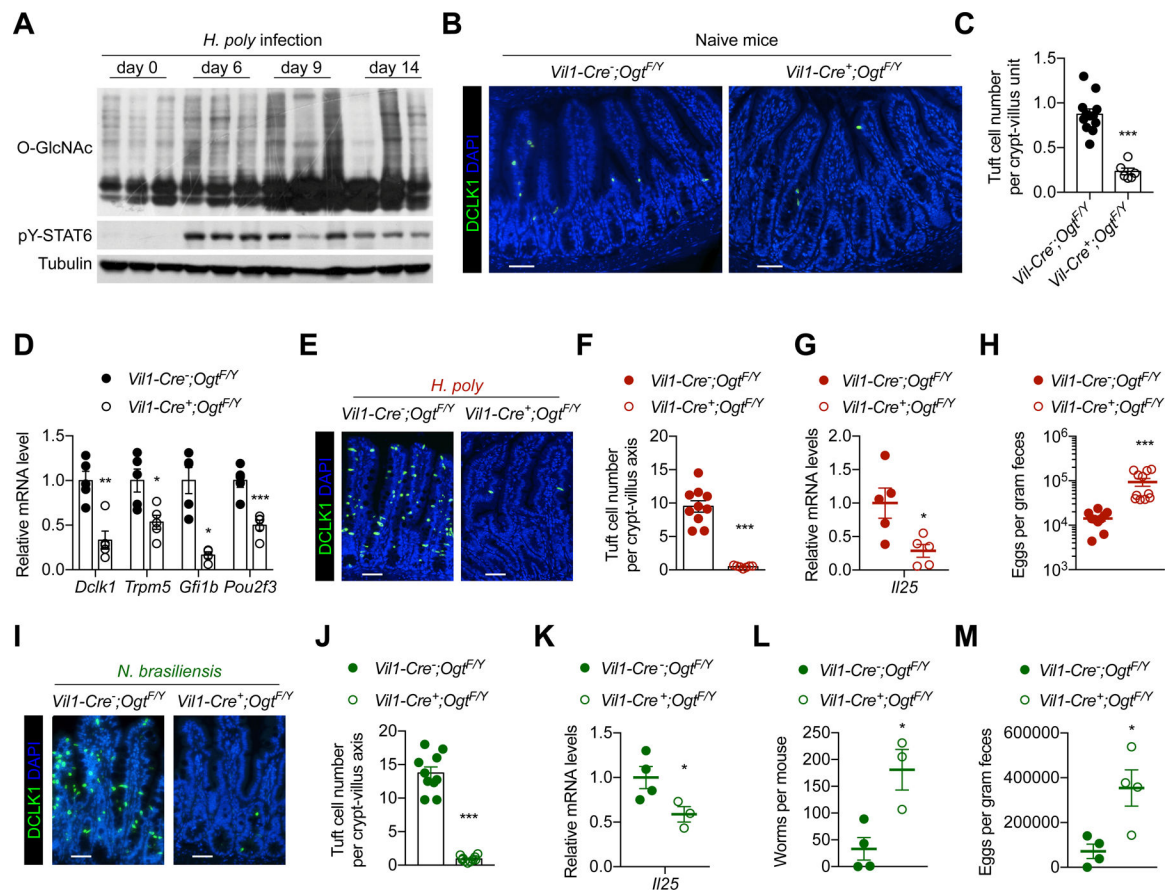 A
H. poly infection
day 0 day 6 day 9 day 14
O-GlcNAc
pY-STAT6
Tubulin
B
Naive mice
Vil1-Cre⁻;Ogt^F/Y Vil1-Cre⁺;Ogt^F/Y
DCLK1 DAPI
C
Tuft cell number
per crypt-villus unit
1.5
1.0
0.5
0.0
***
Vil-Cre⁻;Ogt^F/Y
Vil-Cre⁺;Ogt^F/Y
D
Vil1-Cre⁻;Ogt^F/Y
Vil1-Cre⁺;Ogt^F/Y
Relative mRNA level
1.5
1.0
0.5
0.0
** * * ***
Dclk1 Trpm5 Gfi1b Pou2f3
E
H. poly
Vil1-Cre⁻;Ogt^F/Y Vil1-Cre⁺;Ogt^F/Y
DCLK1 DAPI
F
Vil1-Cre⁻;Ogt^F/Y
Vil1-Cre⁺;Ogt^F/Y
Tuft cell number
per crypt-villus axis
20
15
10
5
0
***
G
Vil1-Cre⁻;Ogt^F/Y
Vil1-Cre⁺;Ogt^F/Y
Relative mRNA levels
2.0
1.5
1.0
0.5
0.0
*
Il25
H
Vil1-Cre⁻;Ogt^F/Y
Vil1-Cre⁺;Ogt^F/Y
Eggs per gram feces
10⁶
10⁵
10⁴
10³
***
I
N. brasiliensis
Vil1-Cre⁻;Ogt^F/Y Vil1-Cre⁺;Ogt^F/Y
DCLK1 DAPI
J
Vil1-Cre⁻;Ogt^F/Y
Vil1-Cre⁺;Ogt^F/Y
Tuft cell number
per crypt-villus axis
20
15
10
5
0
***
K
Vil1-Cre⁻;Ogt^F/Y
Vil1-Cre⁺;Ogt^F/Y
Relative mRNA levels
1.5
1.0
0.5
0.0
*
Il25
L
Vil1-Cre⁻;Ogt^F/Y
Vil1-Cre⁺;Ogt^F/Y
Worms per mouse
250
200
150
100
50
0
*
M
Vil1-Cre⁻;Ogt^F/Y
Vil1-Cre⁺;Ogt^F/Y
Eggs per gram feces
600000
400000
200000
0
*